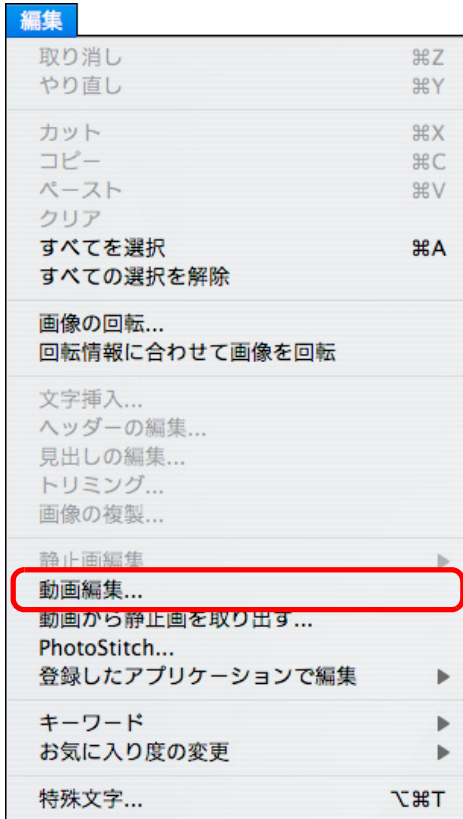 編集
取り消し ⌘Z
やり直し ⌘Y
カット ⌘X
コピー ⌘C
ペースト ⌘V
クリア
すべてを選択 ⌘A
すべての選択を解除
画像の回転...
回転情報に合わせて画像を回転
文字挿入...
ヘッダーの編集...
見出しの編集...
トリミング...
画像の複製...
静止画編集
動画編集...
動画から静止画を取り出す...
PhotoStitch...
登録したアプリケーションで編集
キーワード
お気に入り度の変更
特殊文字... ⌥⌘T